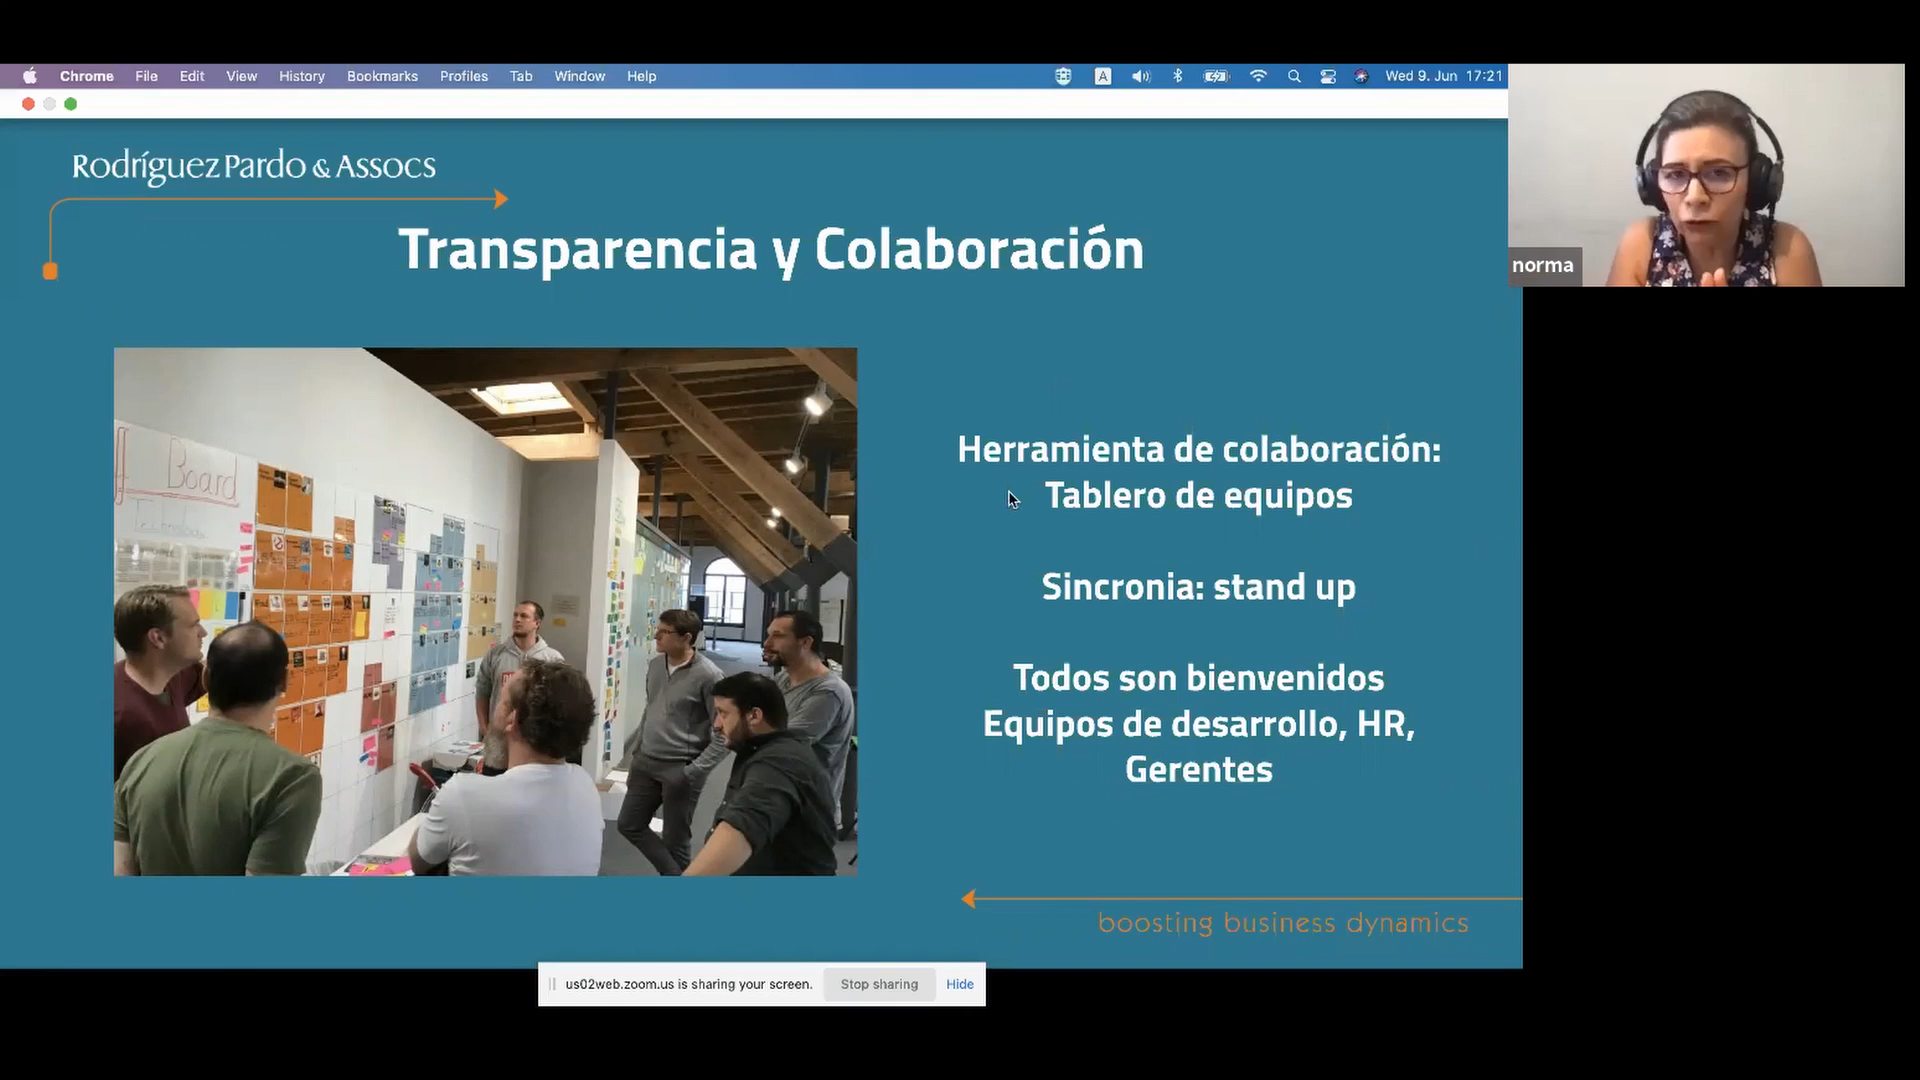 Chrome File Edit View History Bookmarks Profiles Tab Window Help
A
Wed 9. Jun 17:21
Rodríguez Pardo & Assocs
Transparencia y Colaboración
norma
Board
Herramienta de colaboración:
Tablero de equipos
Sincronia: stand up
Todos son bienvenidos
Equipos de desarrollo, HR,
Gerentes
boosting business dynamics
us02web.zoom.us is sharing your screen. Stop sharing Hide